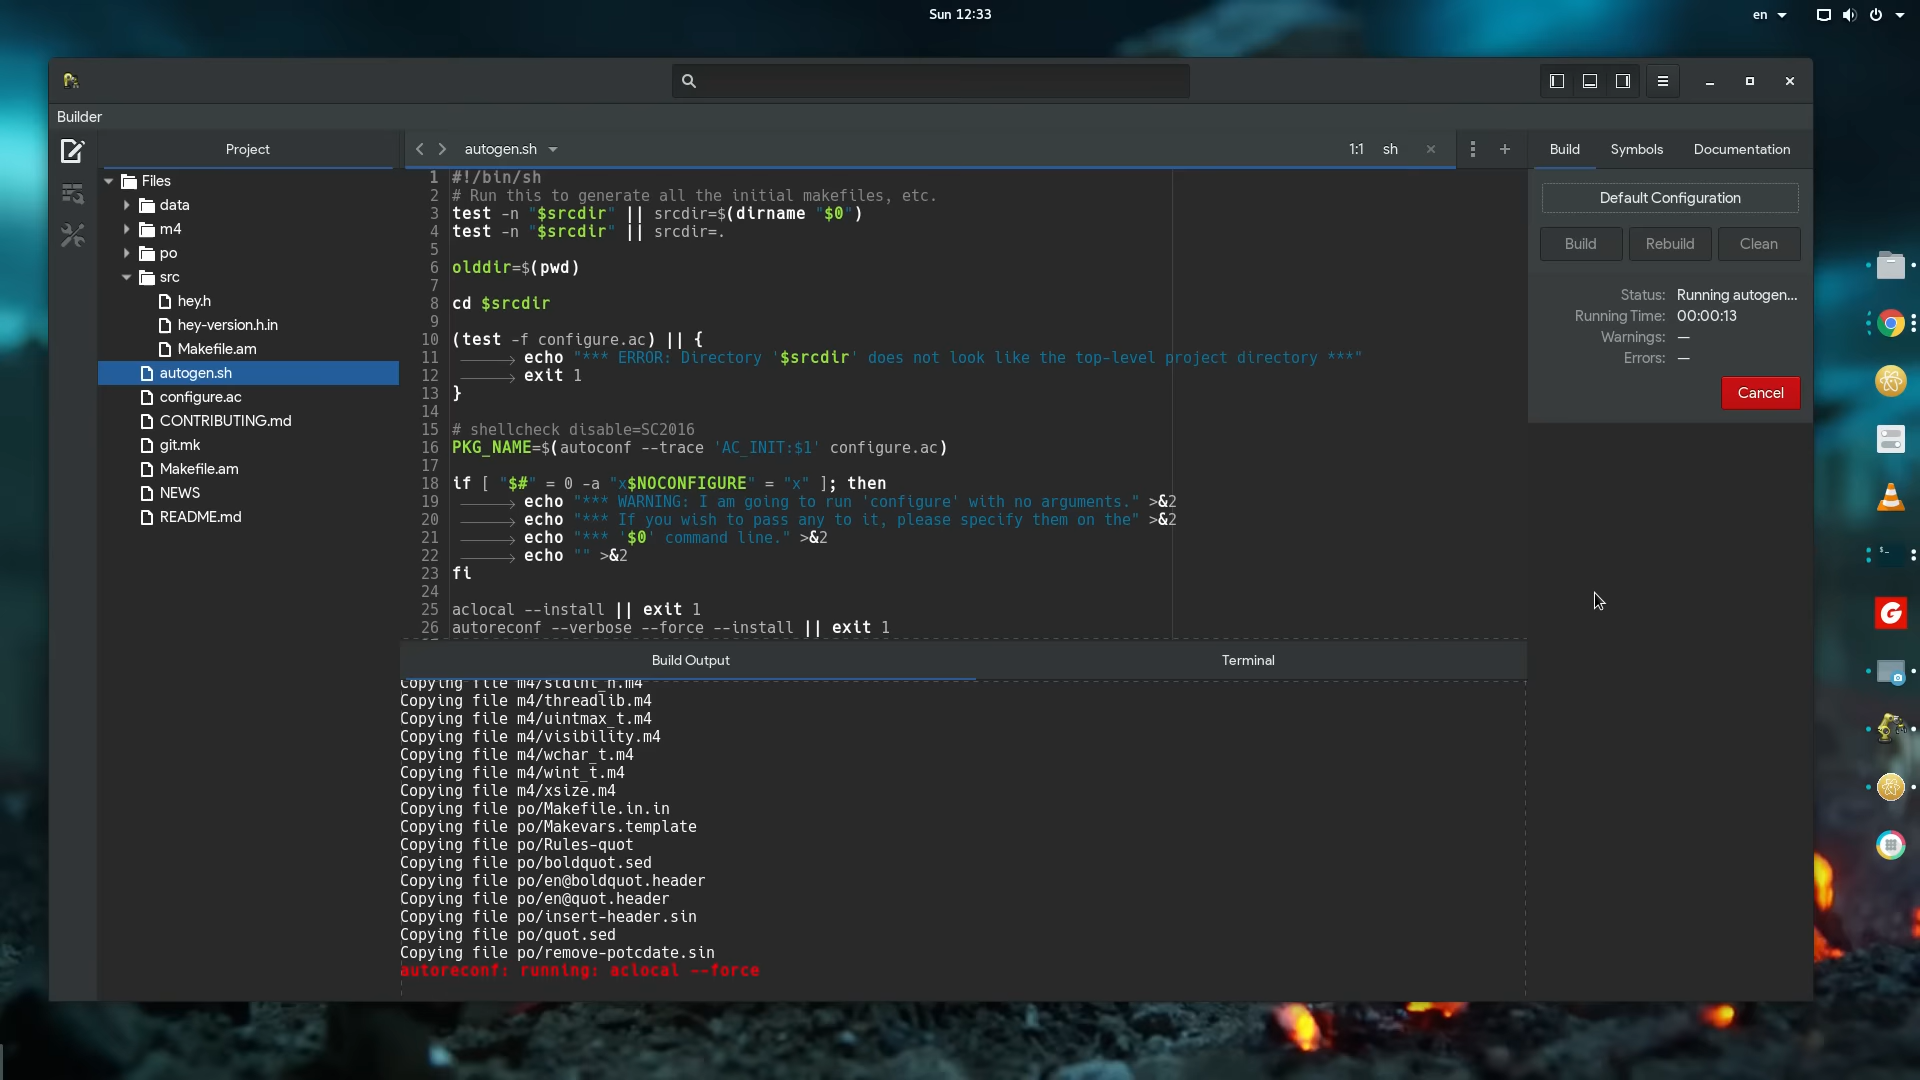 Sun 12:33
en
Builder
Project
Files
data
m4
po
src
hey.h
hey-version.h.in
Makefile.am
autogen.sh
configure.ac
CONTRIBUTING.md
git.mk
Makefile.am
NEWS
README.md
autogen.sh
1:1 sh
1 #!/bin/sh
2 # Run this to generate all the initial makefiles, etc.
3 test -n "$srcdir" || srcdir=$(dirname "$0")
4 test -n "$srcdir" || srcdir=.
5
6 olddir=$(pwd)
7
8 cd $srcdir
9
10 (test -f configure.ac) || {
11 echo "*** ERROR: Directory '$srcdir' does not look like the top-level project directory ***"
12 exit 1
13 }
14
15 # shellcheck disable=SC2016
16 PKG_NAME=$(autoconf --trace 'AC_INIT:$1' configure.ac)
17
18 if [ "$#" = 0 -a "x$NOCONFIGURE" = "x" ]; then
19 echo "*** WARNING: I am going to run 'configure' with no arguments." >&2
20 echo "*** If you wish to pass any to it, please specify them on the" >&2
21 echo "*** '$0' command line." >&2
22 echo "" >&2
23 fi
24
25 aclocal --install || exit 1
26 autoreconf --verbose --force --install || exit 1
Build Output
Terminal
Copying file m4/stdint_h.m4
Copying file m4/threadlib.m4
Copying file m4/uintmax_t.m4
Copying file m4/visibility.m4
Copying file m4/wchar_t.m4
Copying file m4/wint_t.m4
Copying file m4/xsize.m4
Copying file po/Makefile.in.in
Copying file po/Makevars.template
Copying file po/Rules-quot
Copying file po/boldquot.sed
Copying file po/en@boldquot.header
Copying file po/en@quot.header
Copying file po/insert-header.sin
Copying file po/quot.sed
Copying file po/remove-potcdate.sin
autoreconf: running: aclocal --force
Build Symbols Documentation
Default Configuration
Build Rebuild Clean
Status: Running autogen...
Running Time: 00:00:13
Warnings: —
Errors: —
Cancel